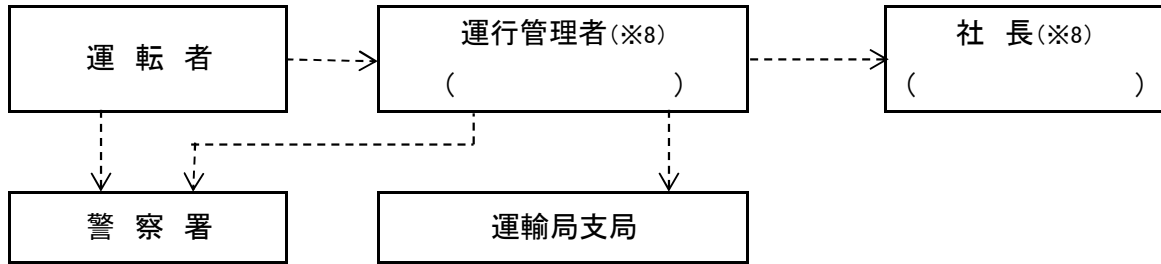 運 転 者
運行管理者(※8)
(　　　　　　　　)
社 長(※8)
(　　　　　　　　)
警 察 署
運輸局支局